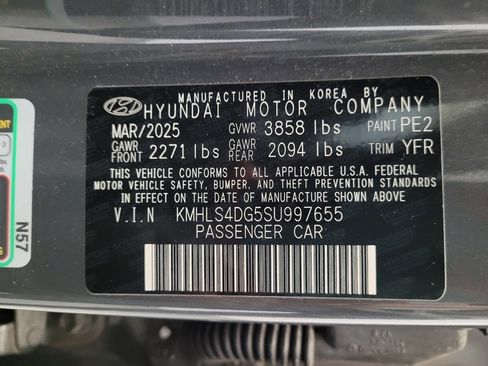 MANUFACTURED IN KOREA BY
HYUNDAI MOTOR COMPANY
MAR/2025 GVWR 3858 lbs PAINT PE2
GAWR FRONT 2271 lbs GAWR REAR 2094 lbs TRIM YFR
THIS VEHICLE CONFORMS TO ALL APPLICABLE U.S.A. FEDERAL
MOTOR VEHICLE SAFETY, BUMPER, AND THEFT PREVENTION STANDARDS
IN EFFECT ON THE DATE OF MANUFACTURE SHOWN ABOVE
V.I.N KMHLS4DG5SU997655
PASSENGER CAR
N57